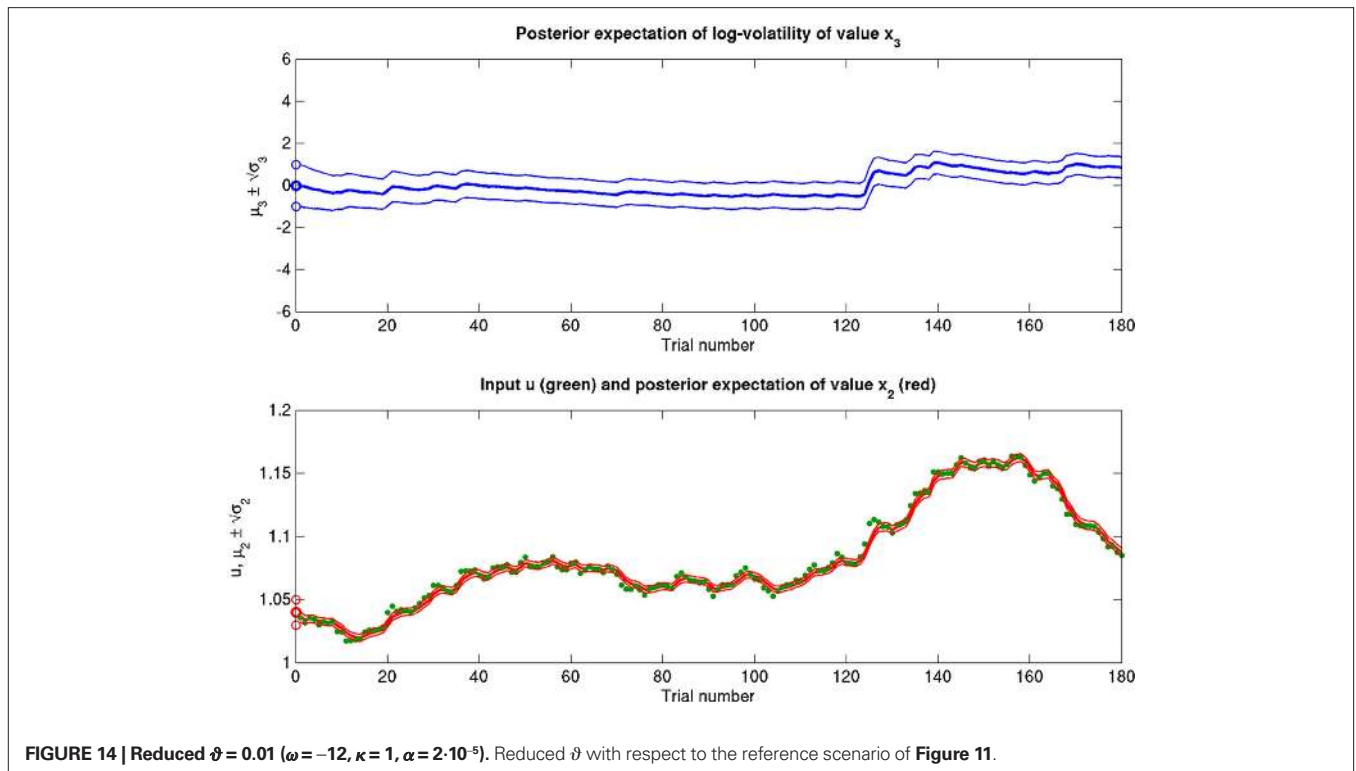 Posterior expectation of log-volatility of value x₃
μ₃ ± √σ₃
6
4
2
0
-2
-4
-6
0 20 40 60 80 100 120 140 160 180
Trial number
Input u (green) and posterior expectation of value x₂ (red)
u, μ₂ ± √σ₂
1.2
1.15
1.1
1.05
1
0 20 40 60 80 100 120 140 160 180
Trial number
FIGURE 14 | Reduced ϑ = 0.01 (ω = −12, κ = 1, α = 2·10⁻⁵). Reduced ϑ with respect to the reference scenario of Figure 11.